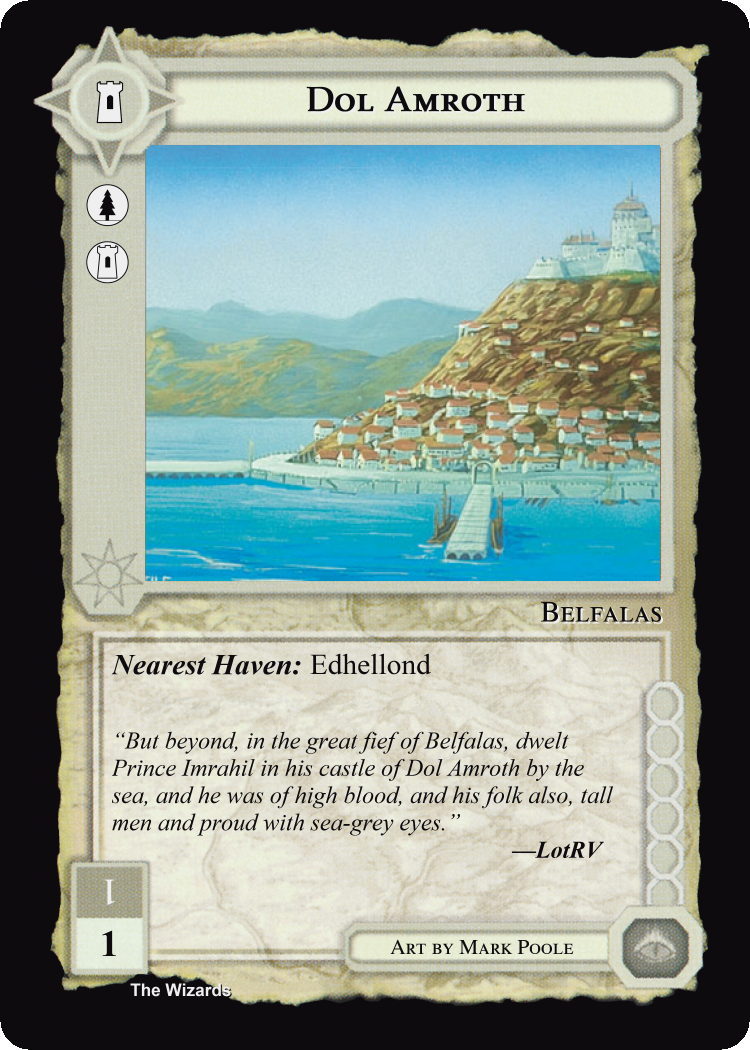 Dol Amroth
Belfalas
Nearest Haven: Edhellond
“But beyond, in the great fief of Belfalas, dwelt
Prince Imrahil in his castle of Dol Amroth by the
sea, and he was of high blood, and his folk also, tall
men and proud with sea-grey eyes.”
—LotRV
1
1
Art by Mark Poole
The Wizards